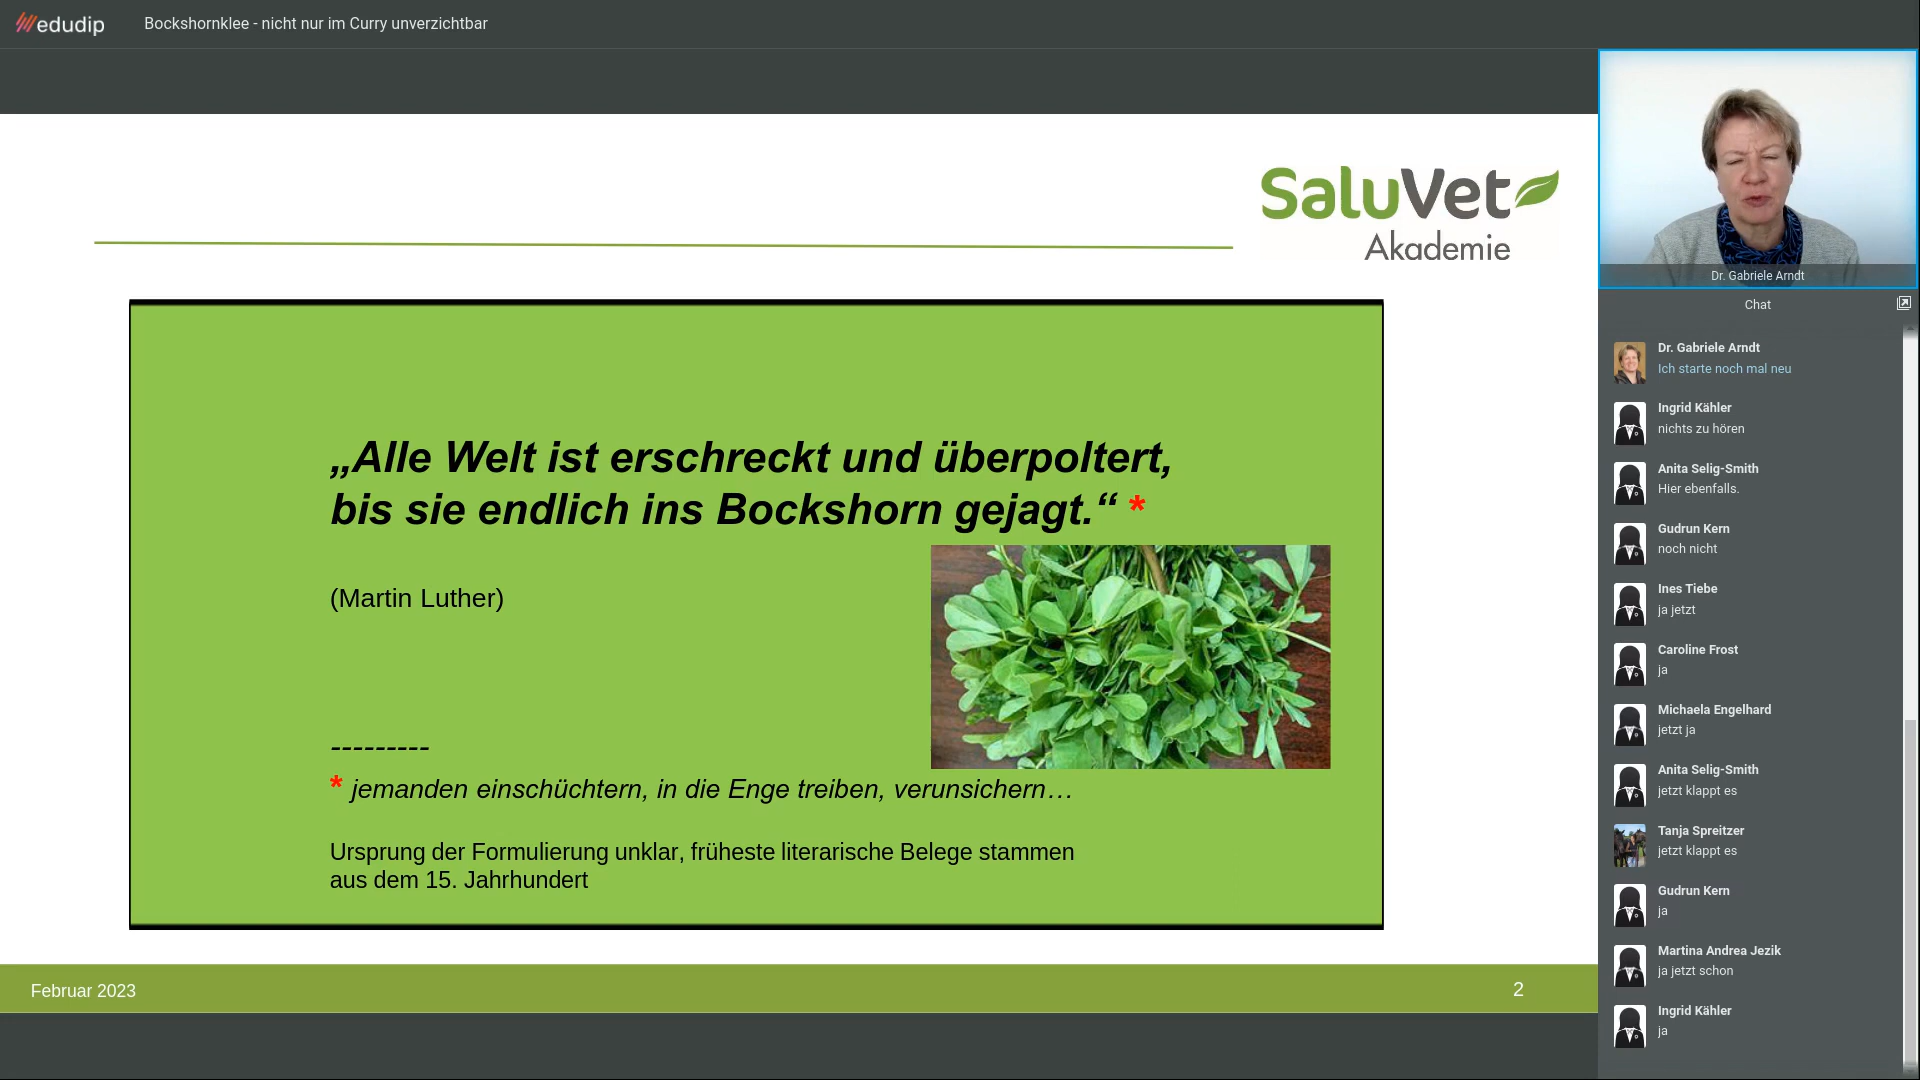 edudip
Bockshornklee - nicht nur im Curry unverzichtbar
SaluVet
Akademie
„Alle Welt ist erschreckt und überpoltert,
bis sie endlich ins Bockshorn gejagt.“ *
(Martin Luther)
---------
* jemanden einschüchtern, in die Enge treiben, verunsichern…
Ursprung der Formulierung unklar, früheste literarische Belege stammen
aus dem 15. Jahrhundert
Februar 2023
2
Dr. Gabriele Arndt
Chat
Dr. Gabriele Arndt
Ich starte noch mal neu
Ingrid Kähler
nichts zu hören
Anita Selig-Smith
Hier ebenfalls.
Gudrun Kern
noch nicht
Ines Tiebe
ja jetzt
Caroline Frost
ja
Michaela Engelhard
jetzt ja
Anita Selig-Smith
jetzt klappt es
Tanja Spreitzer
jetzt klappt es
Gudrun Kern
ja
Martina Andrea Jezik
ja jetzt schon
Ingrid Kähler
ja